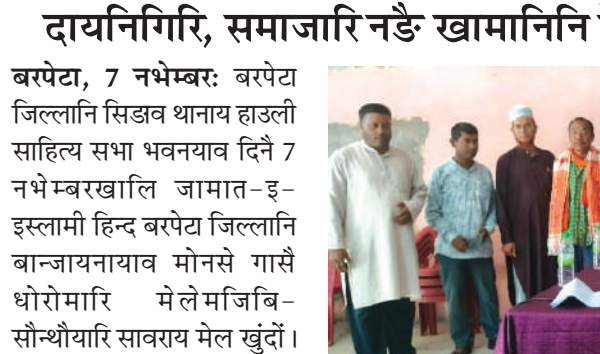 दायनिगिरि, समाजारि नङै खामानिनि
बरपेटा, 7 नभेम्बरः बरपेटा
जिल्लानि सिङाव थानाय हाउली
साहित्य सभा भवनयाव दिनै 7
नभेम्बरखालि जामात-इ-
इस्लामी हिन्द बरपेटा जिल्लानि
बान्जायनायाव मोनसे गासै
धोरोमारि मेलेमजिबि-
सौन्थौयारि सावराय मेल खुंदों।